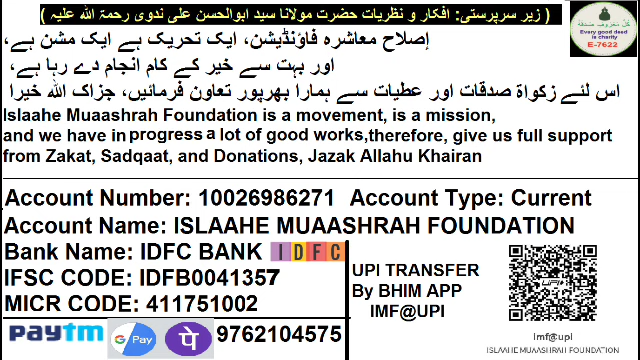 ( زیر سرپرستی: افکار و نظریات حضرت مولانا سید ابوالحسن علی ندوی رحمۃ اللہ علیہ )
كل معروف صدقة
Every good deed is charity
E-7622
إصلاح معاشرہ فاؤنڈیشن، ایک تحریک ہے ایک مشن ہے،
اور بہت سے خیر کے کام انجام دے رہا ہے،
اس لئے زکواۃ صدقات اور عطیات سے ہمارا بھرپور تعاون فرمائیں، جزاک اللہ خیرا
Islaahe Muaashrah Foundation is a movement, is a mission,
and we have in progress a lot of good works,therefore, give us full support
from Zakat, Sadqaat, and Donations, Jazak Allahu Khairan
Account Number: 10026986271 Account Type: Current
Account Name: ISLAAHE MUAASHRAH FOUNDATION
Bank Name: IDFC BANK IDFC
IFSC CODE: IDFB0041357
MICR CODE: 411751002
UPI TRANSFER
By BHIM APP
IMF@UPI
paytm G Pay पे 9762104575
imf@upi
ISLAAHE MUAASHRAH FOUNDATION